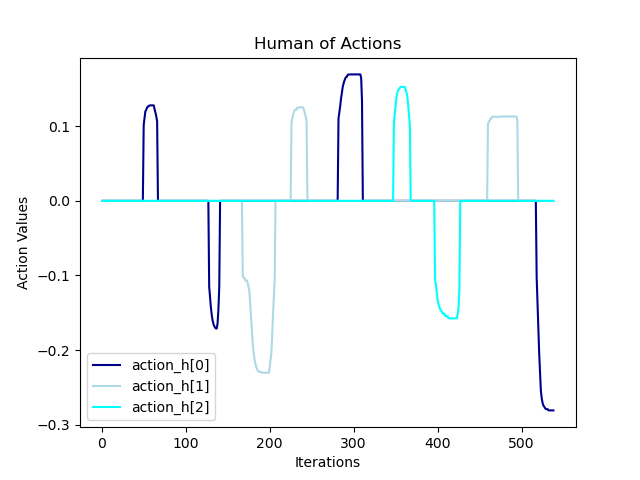 Human of Actions
Action Values
0.1
0.0
−0.1
−0.2
−0.3
action_h[0]
action_h[1]
action_h[2]
0 100 200 300 400 500
Iterations